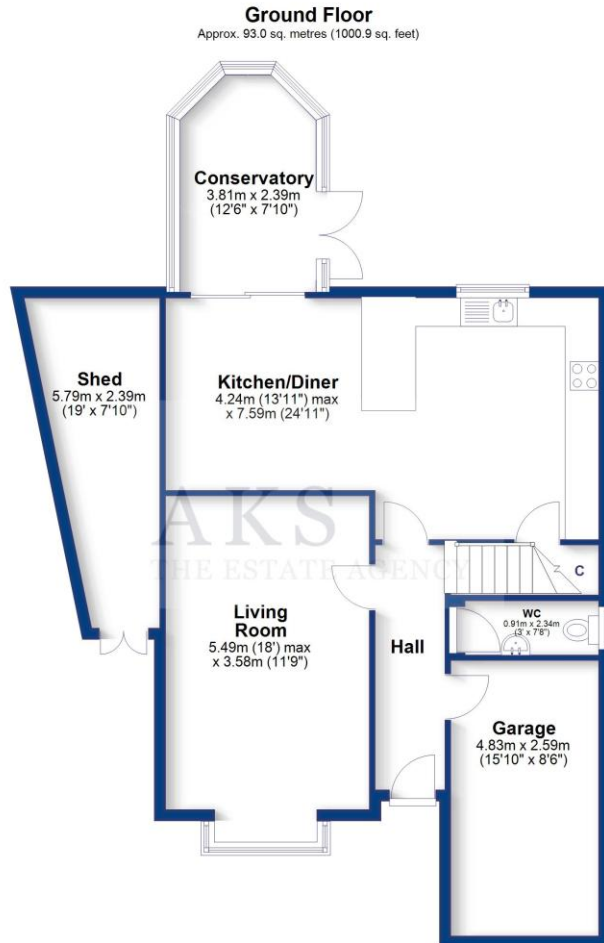 Ground Floor
Approx. 93.0 sq. metres (1000.9 sq. feet)
Conservatory
3.81m x 2.39m
(12'6" x 7'10")
Shed
5.79m x 2.39m
(19' x 7'10")
Kitchen/Diner
4.24m (13'11") max
x 7.59m (24'11")
AKS
THE ESTATE AGENCY
C
WC
0.91m x 2.34m
(3' x 7'8")
Living
Room
5.49m (18') max
x 3.58m (11'9")
Hall
Garage
4.83m x 2.59m
(15'10" x 8'6")